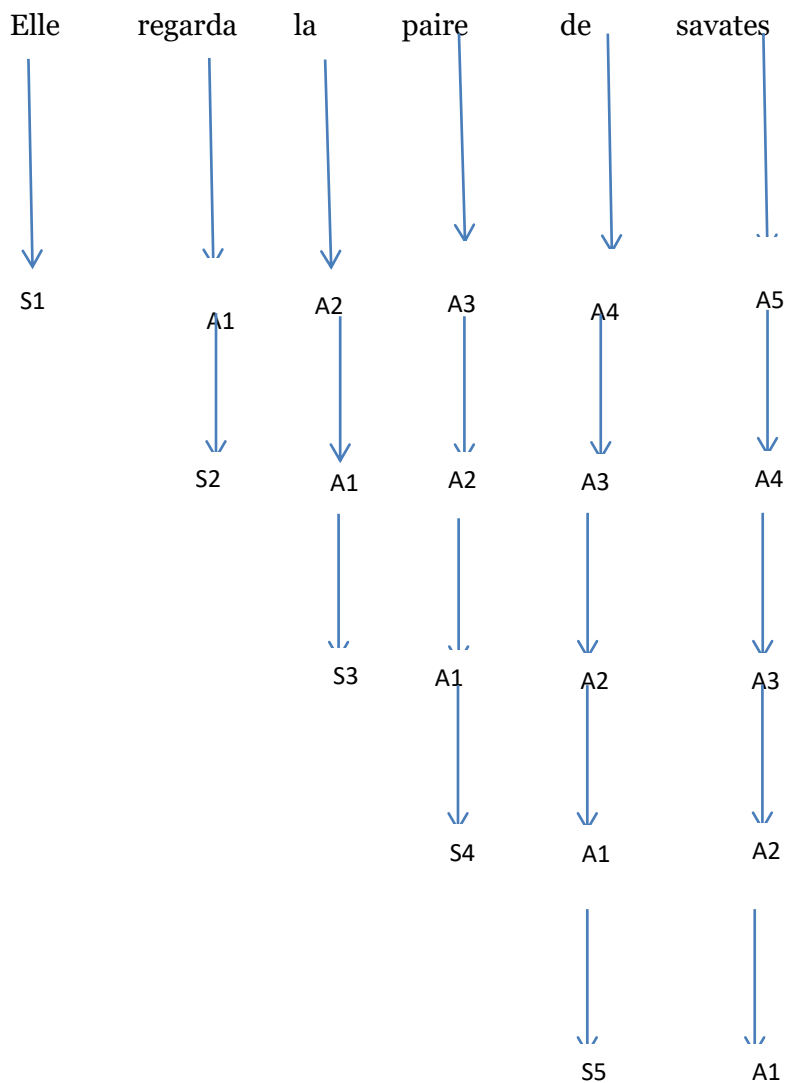 Elle regarda la paire de savates
S1 A1 A2 A3 A4 A5
S2 A1 A2 A3 A4
S3 A1 A2 A3
S4 A1 A2
S5 A1